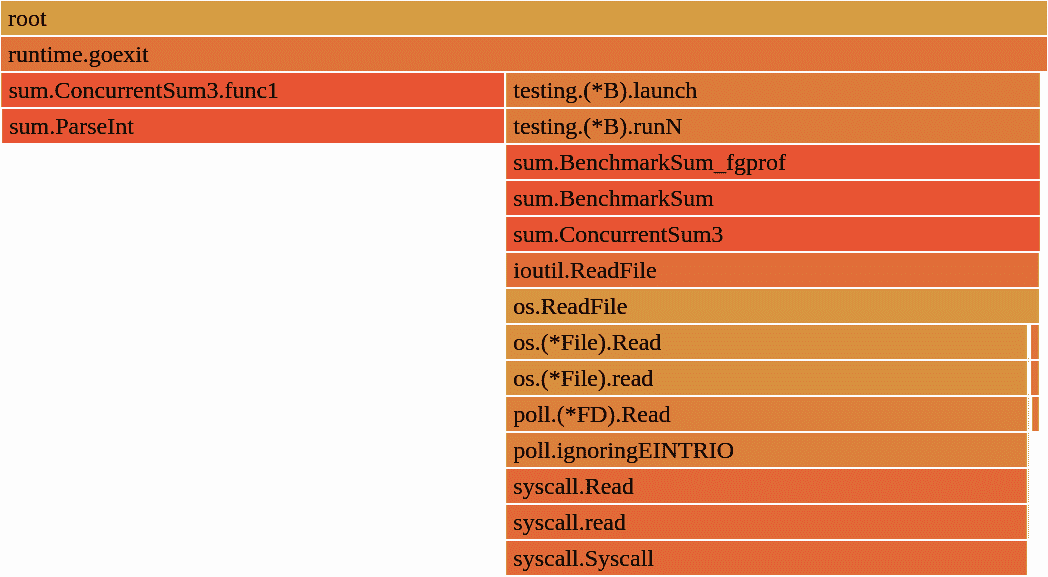 root
runtime.goexit
sum.ConcurrentSum3.func1
testing.(*B).launch
sum.ParseInt
testing.(*B).runN
sum.BenchmarkSum_fgprof
sum.BenchmarkSum
sum.ConcurrentSum3
ioutil.ReadFile
os.ReadFile
os.(*File).Read
os.(*File).read
poll.(*FD).Read
poll.ignoringEINTRIO
syscall.Read
syscall.read
syscall.Syscall